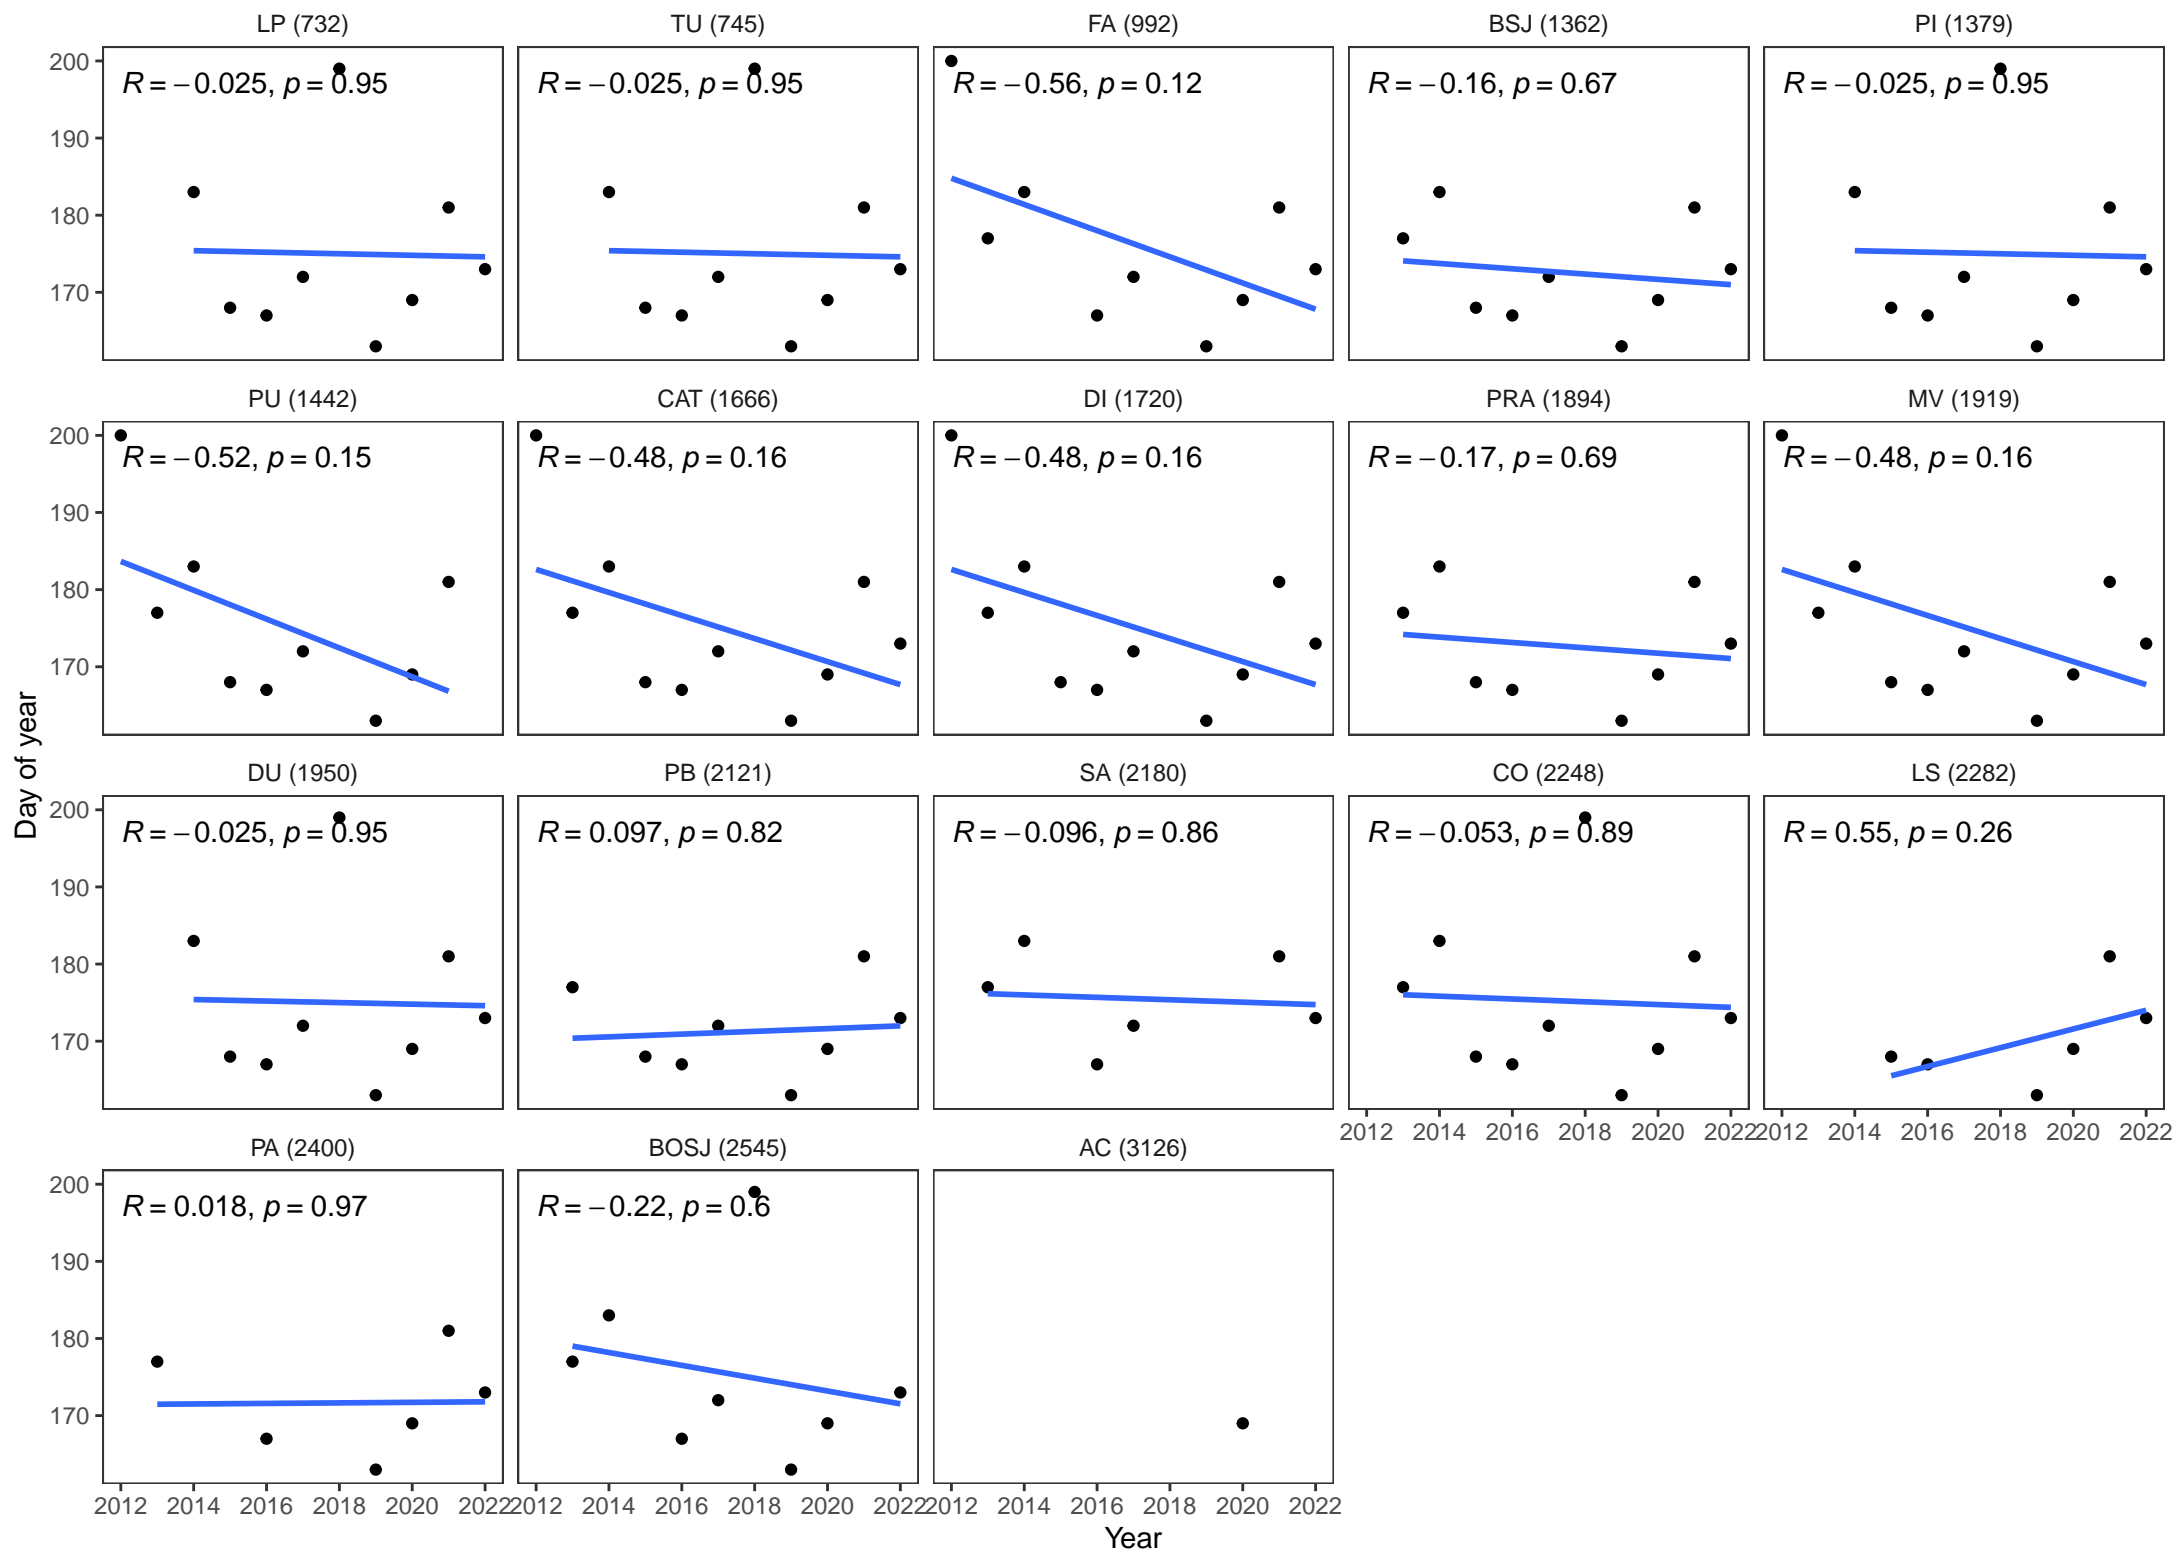 LP (732)
TU (745)
FA (992)
BSJ (1362)
PI (1379)
200
190
180
170
R = −0.025, p = 0.95
R = −0.025, p = 0.95
R = −0.56, p = 0.12
R = −0.16, p = 0.67
R = −0.025, p = 0.95
PU (1442)
CAT (1666)
DI (1720)
PRA (1894)
MV (1919)
200
190
180
170
R = −0.52, p = 0.15
R = −0.48, p = 0.16
R = −0.48, p = 0.16
R = −0.17, p = 0.69
R = −0.48, p = 0.16
Day of year
DU (1950)
PB (2121)
SA (2180)
CO (2248)
LS (2282)
200
190
180
170
R = −0.025, p = 0.95
R = 0.097, p = 0.82
R = −0.096, p = 0.86
R = −0.053, p = 0.89
R = 0.55, p = 0.26
2012 2014 2016 2018 2020 2022
2012 2014 2016 2018 2020 2022
PA (2400)
BOSJ (2545)
AC (3126)
200
190
180
170
R = 0.018, p = 0.97
R = −0.22, p = 0.6
2012 2014 2016 2018 2020 2022
2012 2014 2016 2018 2020 2022
2012 2014 2016 2018 2020 2022
Year